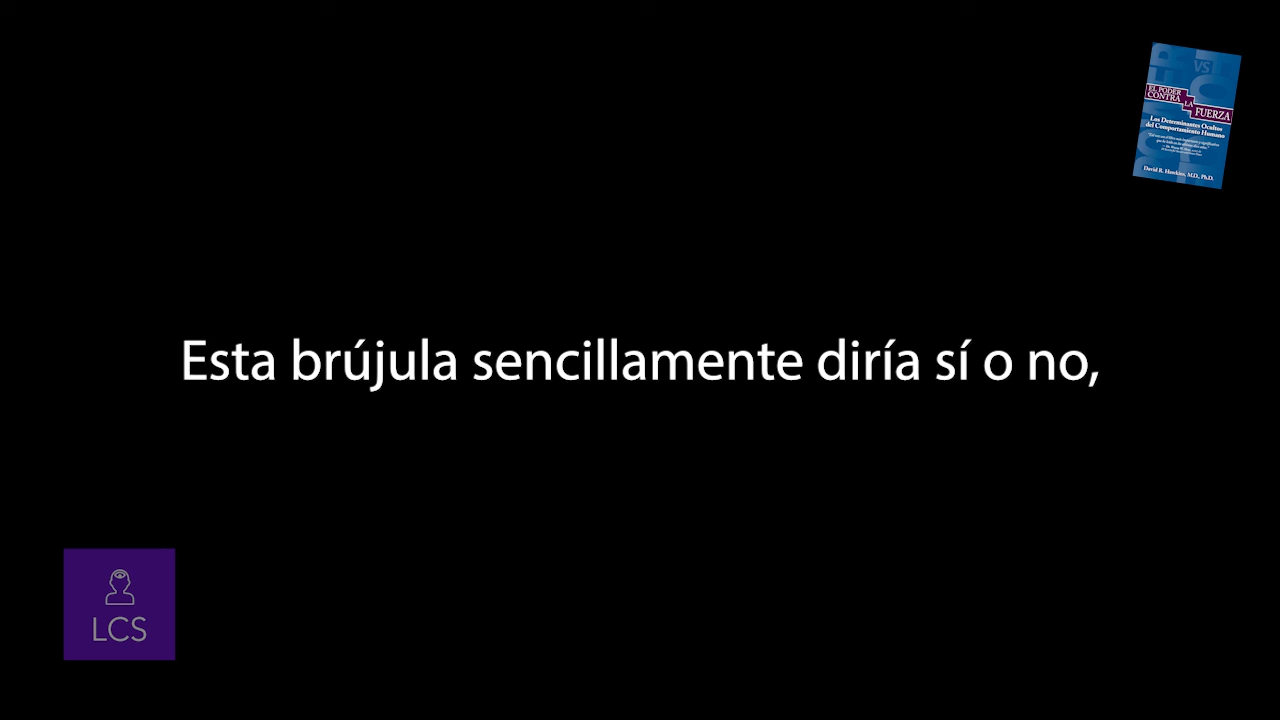 VS
EL PODER
CONTRA
LA
FUERZA
Los Determinantes Ocultos
del Comportamiento Humano
David R. Hawkins, M.D., Ph.D.
Esta brújula sencillamente diría sí o no,
LCS